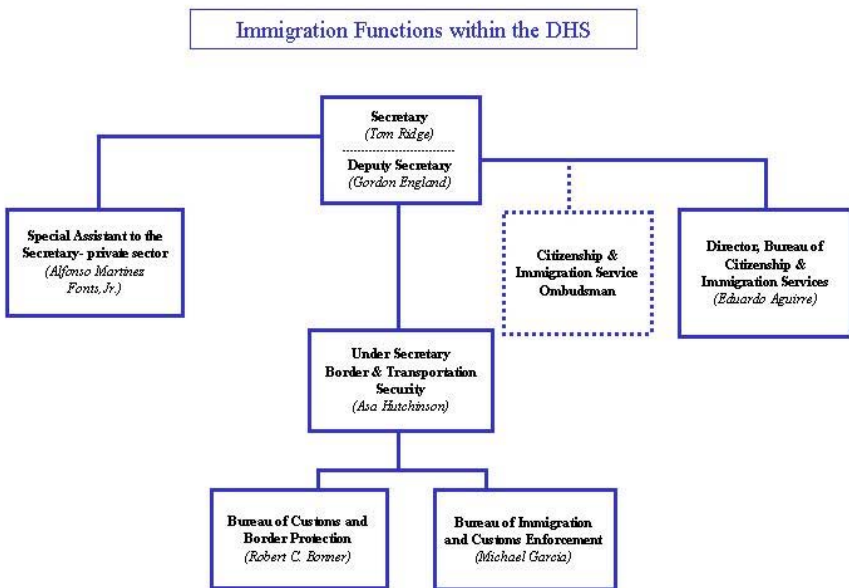 Immigration Functions within the DHS
Secretary
(Tom Ridge)
Deputy Secretary
(Gordon England)
Special Assistant to the
Secretary- private sector
(Alfonso Martinez
Fonts, Jr.)
Citizenship &
Immigration Service
Ombudsman
Director, Bureau of
Citizenship &
Immigration Services
(Eduardo Aguirre)
Under Secretary
Border & Transportation
Security
(Asa Hutchinson)
Bureau of Customs and
Border Protection
(Robert C. Bonner)
Bureau of Immigration
and Customs Enforcement
(Michael Garcia)